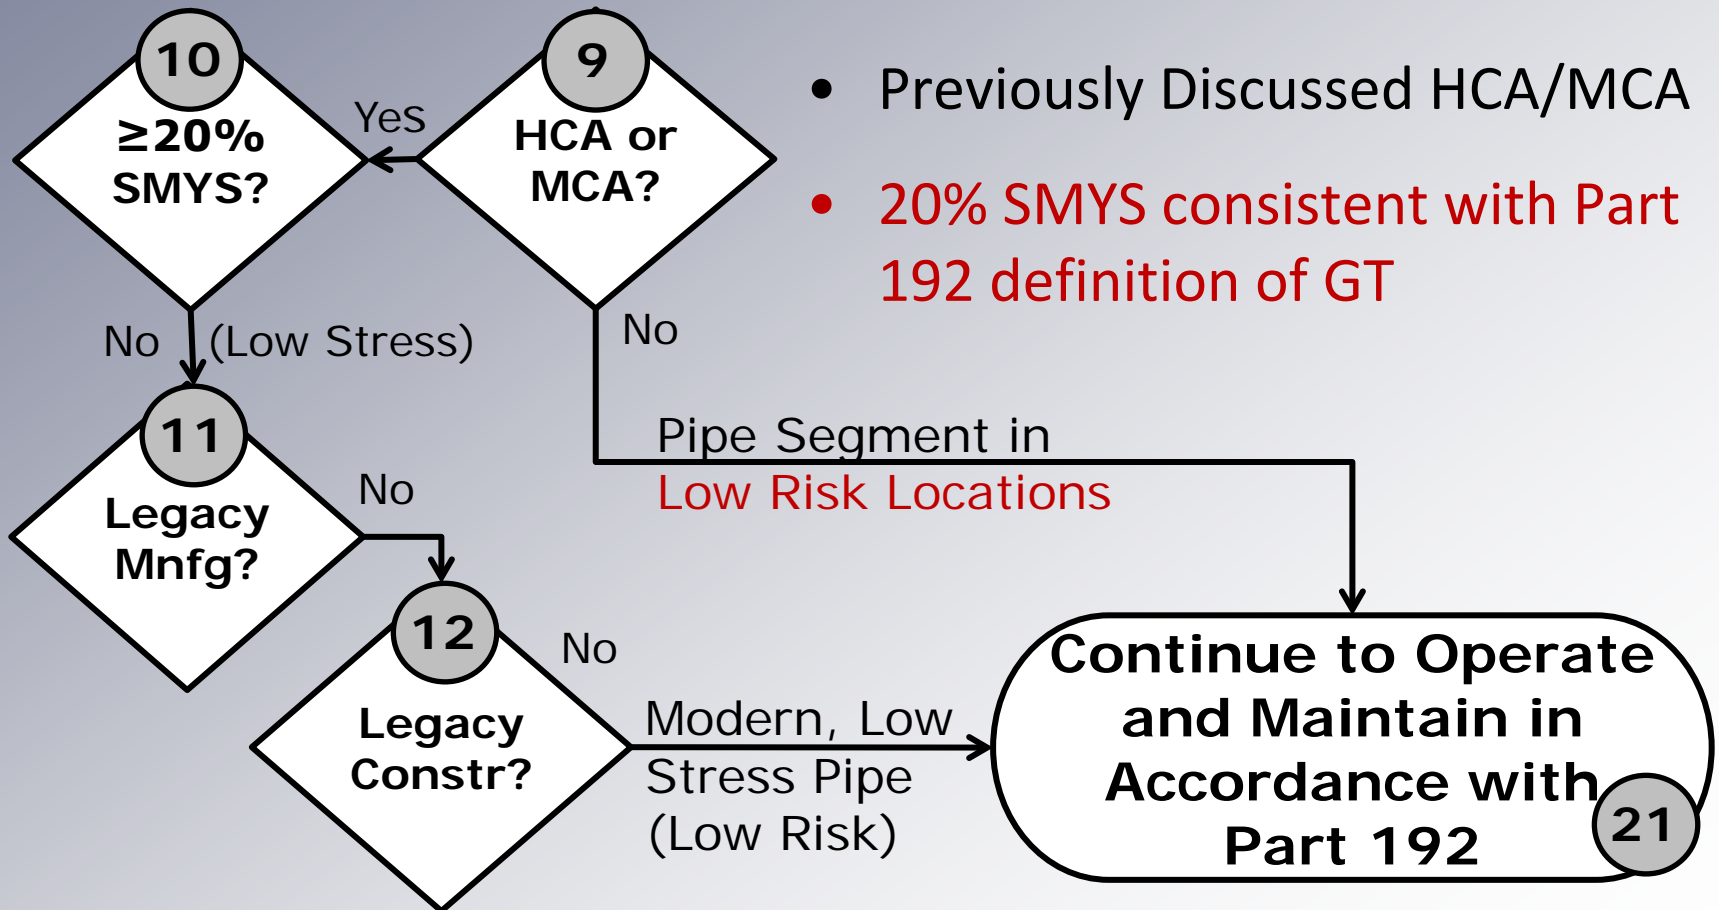 10
≥20%
SMYS?
Yes
9
HCA or
MCA?
• Previously Discussed HCA/MCA
• 20% SMYS consistent with Part
192 definition of GT
No (Low Stress)
No
11
Legacy
Mnfg?
No
Pipe Segment in
Low Risk Locations
12
Legacy
Constr?
No
Modern, Low
Stress Pipe
(Low Risk)
Continue to Operate
and Maintain in
Accordance with
Part 192
21